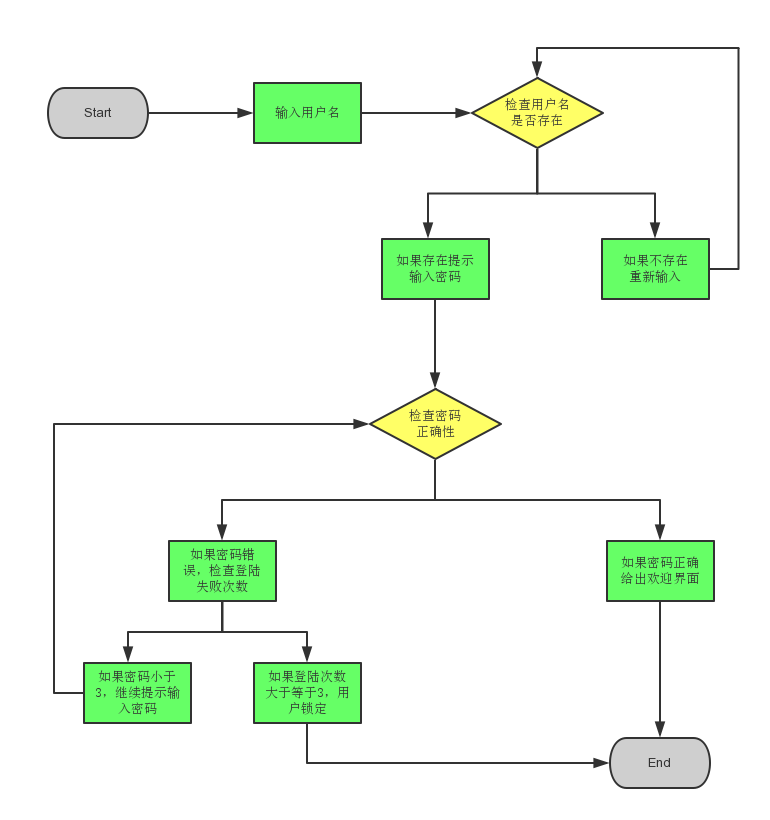 Start
输入用户名
检查用户名
是否存在
如果存在提示
输入密码
如果不存在
重新输入
检查密码
正确性
如果密码错
误，检查登陆
失败次数
如果密码正确
给出欢迎界面
如果密码小于
3，继续提示输
入密码
如果登陆次数
大于等于3，用
户锁定
End